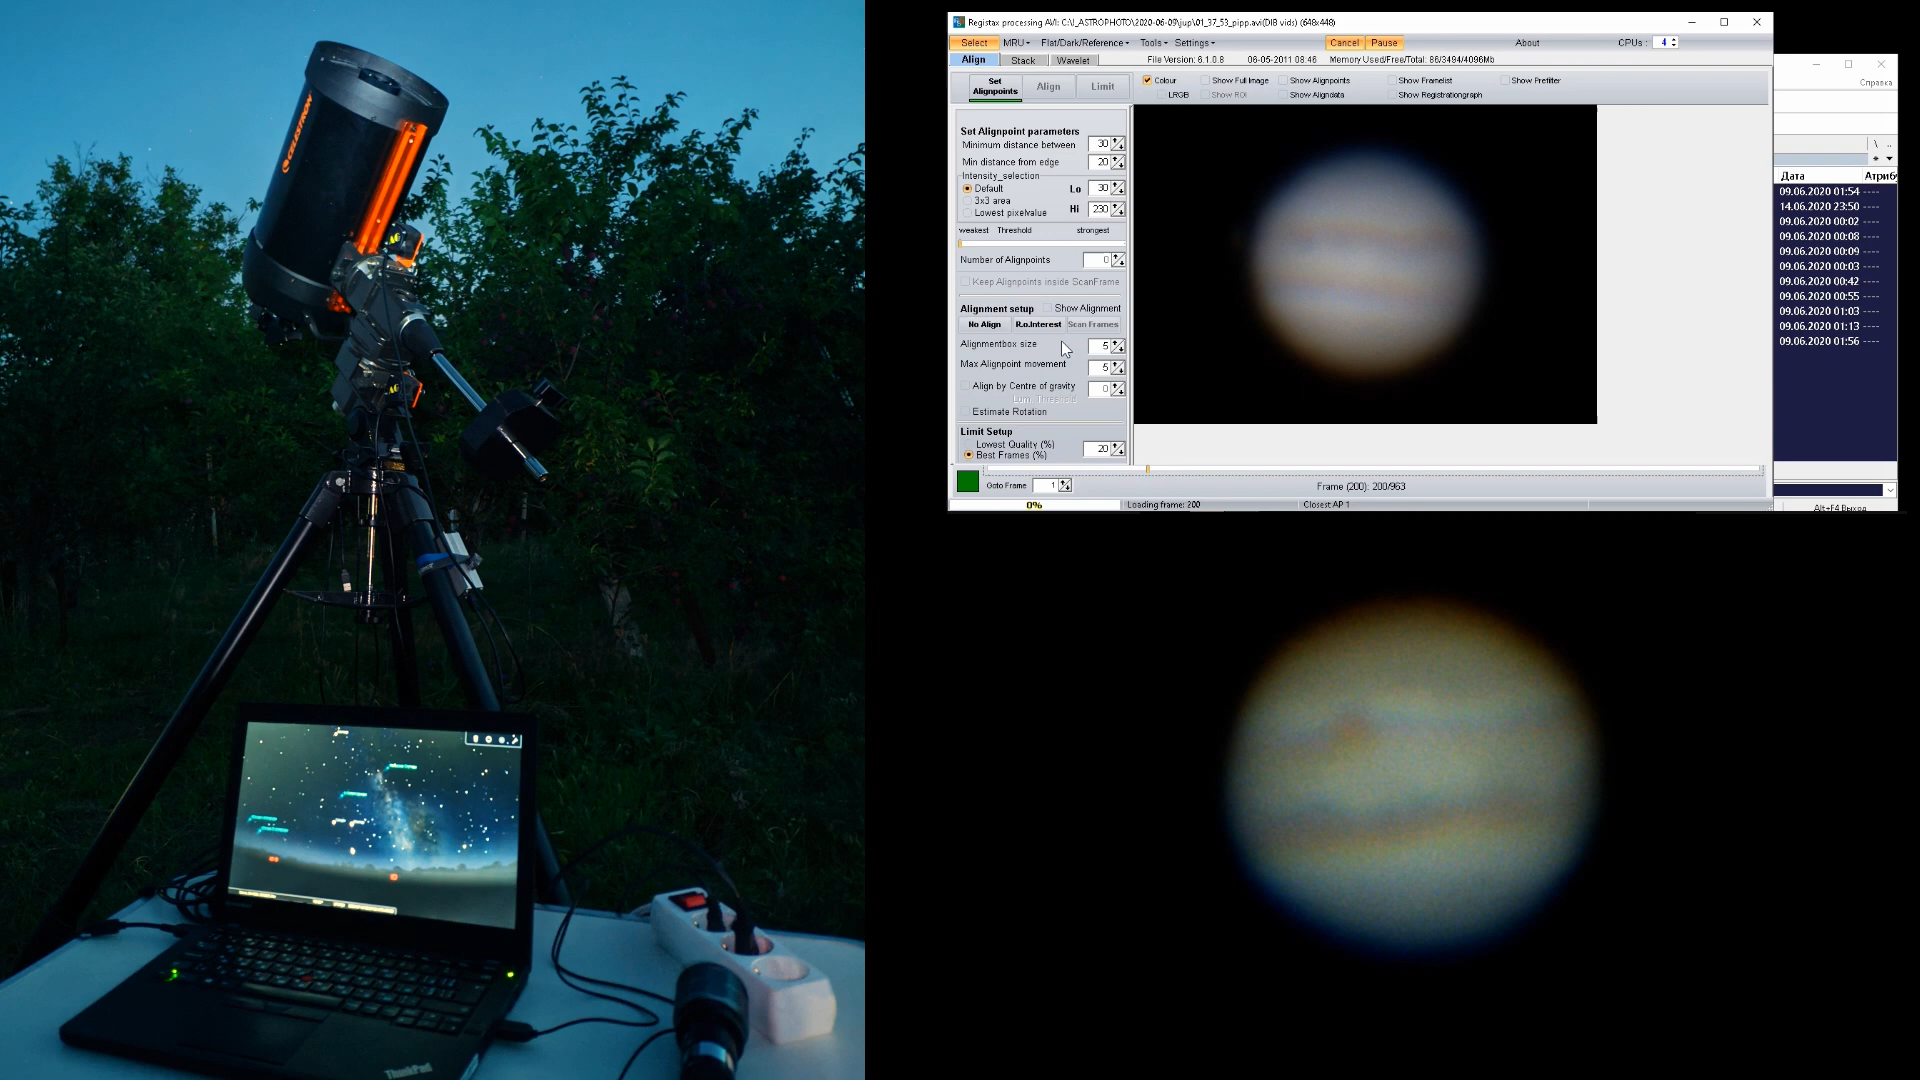 CELESTRON
ThinkPad
Registax processing AVI: C:\I_ASTROPHOTO\2020-06-09\jup\01_37_53_pipp.avi(DIB vids) (648x448)
Select MRU Flat/Dark/Reference Tools Settings Cancel Pause About CPUs : 4
Align Stack Wavelet File Version: 6.1.0.8 06-05-2011 08:46 Memory Used/Free/Total: 86/3494/4096Mb
Set Alignpoints Align Limit
Colour Show Full Image Show Alignpoints Show Framelist Show Prefilter
LRGB Show ROI Show Aligndata Show Registrationgraph
Set Alignpoint parameters
Minimum distance between 30
Min distance from edge 20
Intensity_selection
Default Lo 30
3x3 area
Lowest pixelvalue Hi 230
weakest Threshold strongest
Number of Alignpoints 0
Keep Alignpoints inside ScanFrame
Alignment setup Show Alignment
No Align R.o.Interest Scan Frames
Alignmentbox size 5
Max Alignpoint movement 5
Align by Centre of gravity 0
Lum. Threshold
Estimate Rotation
Limit Setup
Lowest Quality (%)
Best Frames (%) 20
Goto Frame 1 Frame (200): 200/963
0% Loading frame: 200 Closest AP 1
Справка
\ ..
*
Дата Атрибу
09.06.2020 01:54 ----
14.06.2020 23:50 ----
09.06.2020 00:02 ----
09.06.2020 00:08 ----
09.06.2020 00:09 ----
09.06.2020 00:03 ----
09.06.2020 00:42 ----
09.06.2020 00:55 ----
09.06.2020 01:03 ----
09.06.2020 01:13 ----
09.06.2020 01:56 ----
Alt+F4 Выход